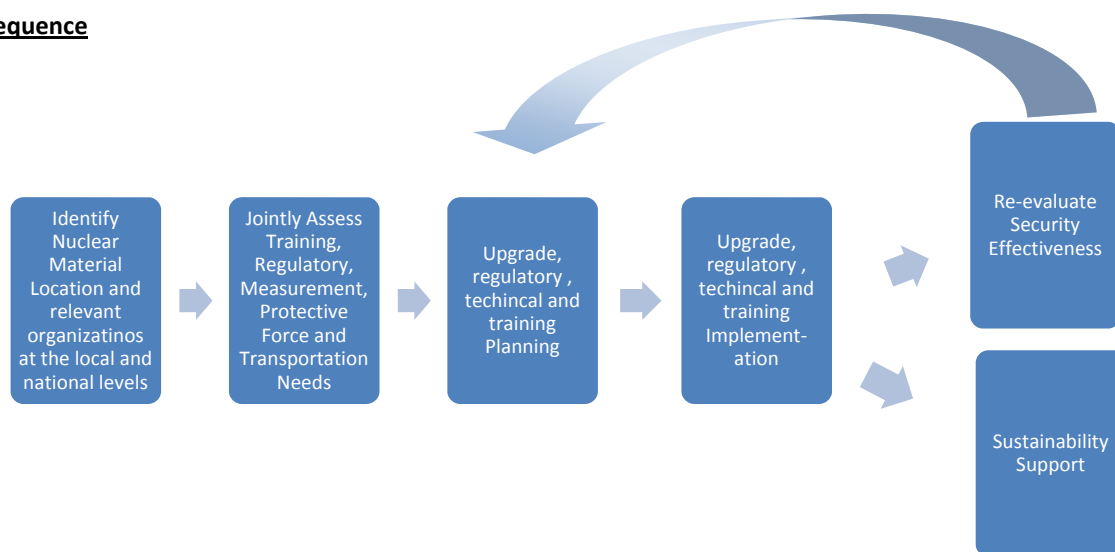 equence
Identify
Nuclear
Material
Location and
relevant
organizatinos
at the local and
national levels
Jointly Assess
Training,
Regulatory,
Measurement,
Protective
Force and
Transportation
Needs
Upgrade,
regulatory ,
techincal and
training
Planning
Upgrade,
regulatory ,
techincal and
training
Implement-
ation
Re-evaluate
Security
Effectiveness
Sustainability
Support